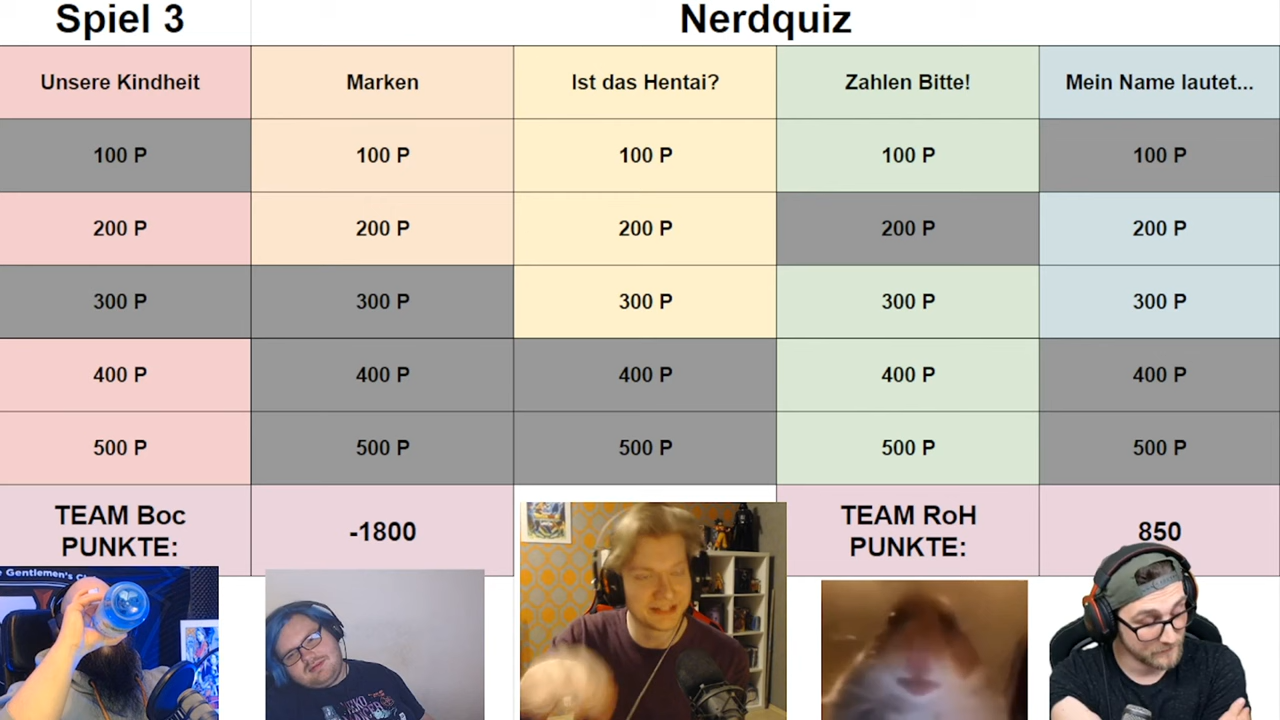 Spiel 3
Nerdquiz
Unsere Kindheit
Marken
Ist das Hentai?
Zahlen Bitte!
Mein Name lautet...
100 P
100 P
100 P
100 P
100 P
200 P
200 P
200 P
200 P
200 P
300 P
300 P
300 P
300 P
300 P
400 P
400 P
400 P
400 P
400 P
500 P
500 P
500 P
500 P
500 P
TEAM Boc
PUNKTE:
-1800
TEAM RoH
PUNKTE:
850
e Gentlemen's C